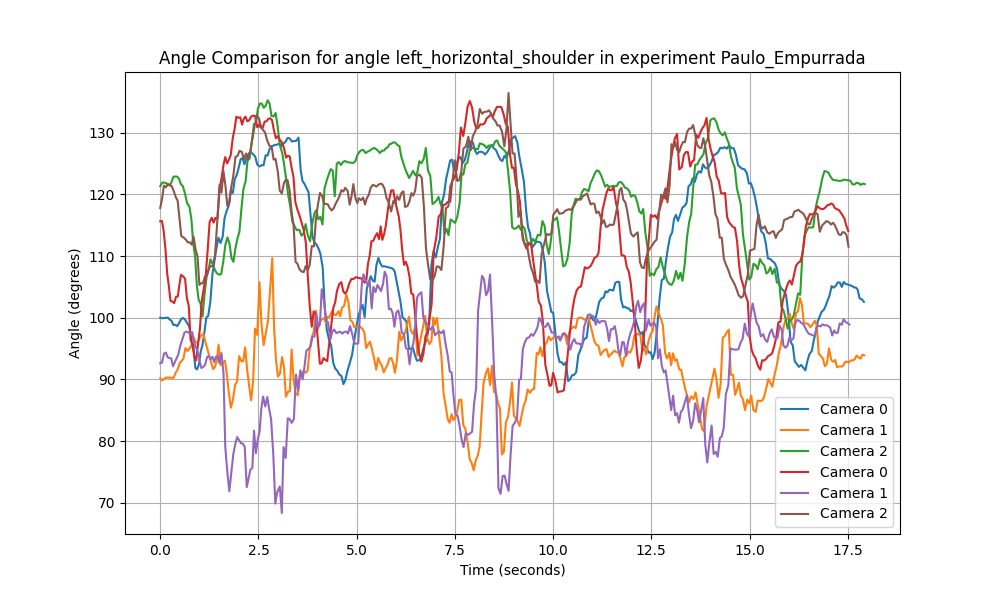 Angle Comparison for angle left_horizontal_shoulder in experiment Paulo_Empurrada
Angle (degrees)
130
120
110
100
90
80
70
0.0 2.5 5.0 7.5 10.0 12.5 15.0 17.5
Time (seconds)
Camera 0
Camera 1
Camera 2
Camera 0
Camera 1
Camera 2